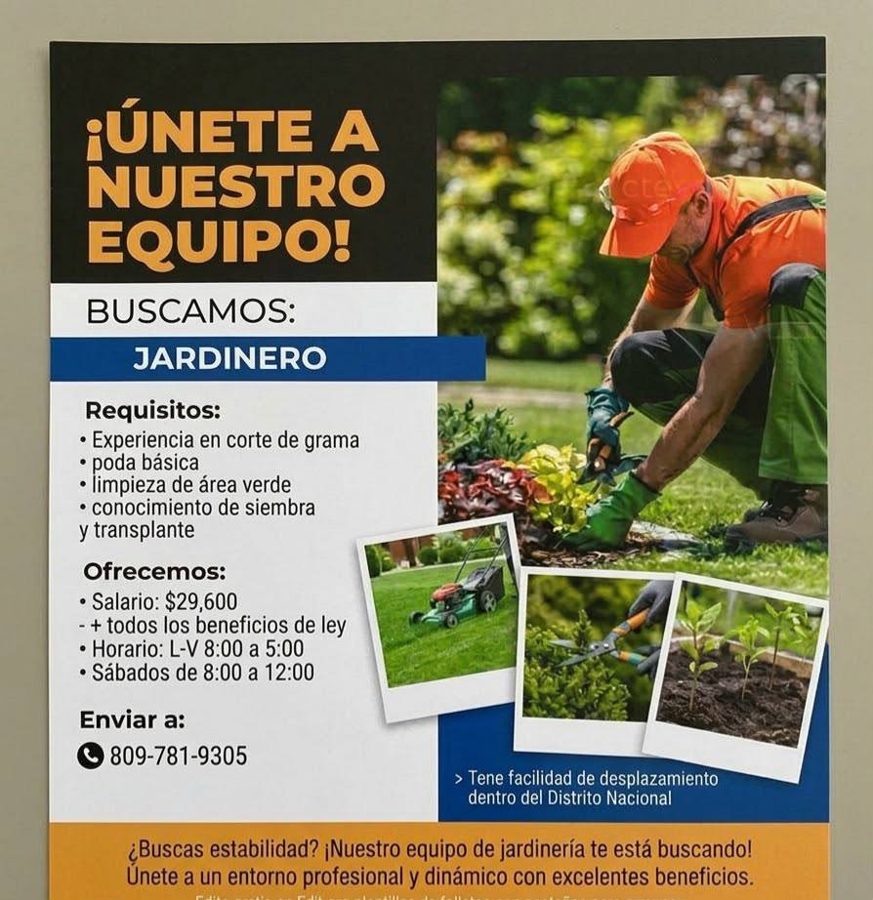 ¡ÚNETE A
NUESTRO
EQUIPO!
BUSCAMOS:
JARDINERO
Requisitos:
• Experiencia en corte de grama
• poda básica
• limpieza de área verde
• conocimiento de siembra
y transplante
Ofrecemos:
• Salario: $29,600
- + todos los beneficios de ley
• Horario: L-V 8:00 a 5:00
• Sábados de 8:00 a 12:00
Enviar a:
809-781-9305
> Tene facilidad de desplazamiento
dentro del Distrito Nacional
¿Buscas estabilidad? ¡Nuestro equipo de jardinería te está buscando!
Únete a un entorno profesional y dinámico con excelentes beneficios.